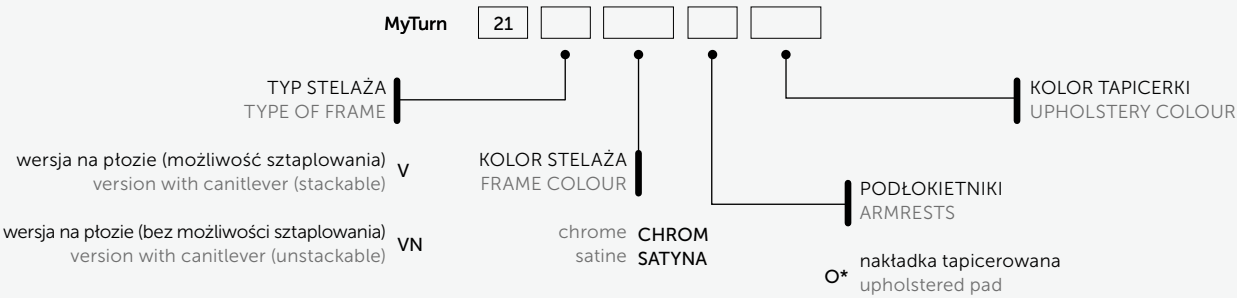 MyTurn 21
TYP STELAŻA
TYPE OF FRAME
wersja na płozie (możliwość sztaplowania) V
version with canitlever (stackable)
wersja na płozie (bez możliwości sztaplowania) VN
version with canitlever (unstackable)
KOLOR STELAŻA
FRAME COLOUR
chrome CHROM
satine SATYNA
PODŁOKIETNIKI
ARMRESTS
O* nakładka tapicerowana
upholstered pad
KOLOR TAPICERKI
UPHOLSTERY COLOUR